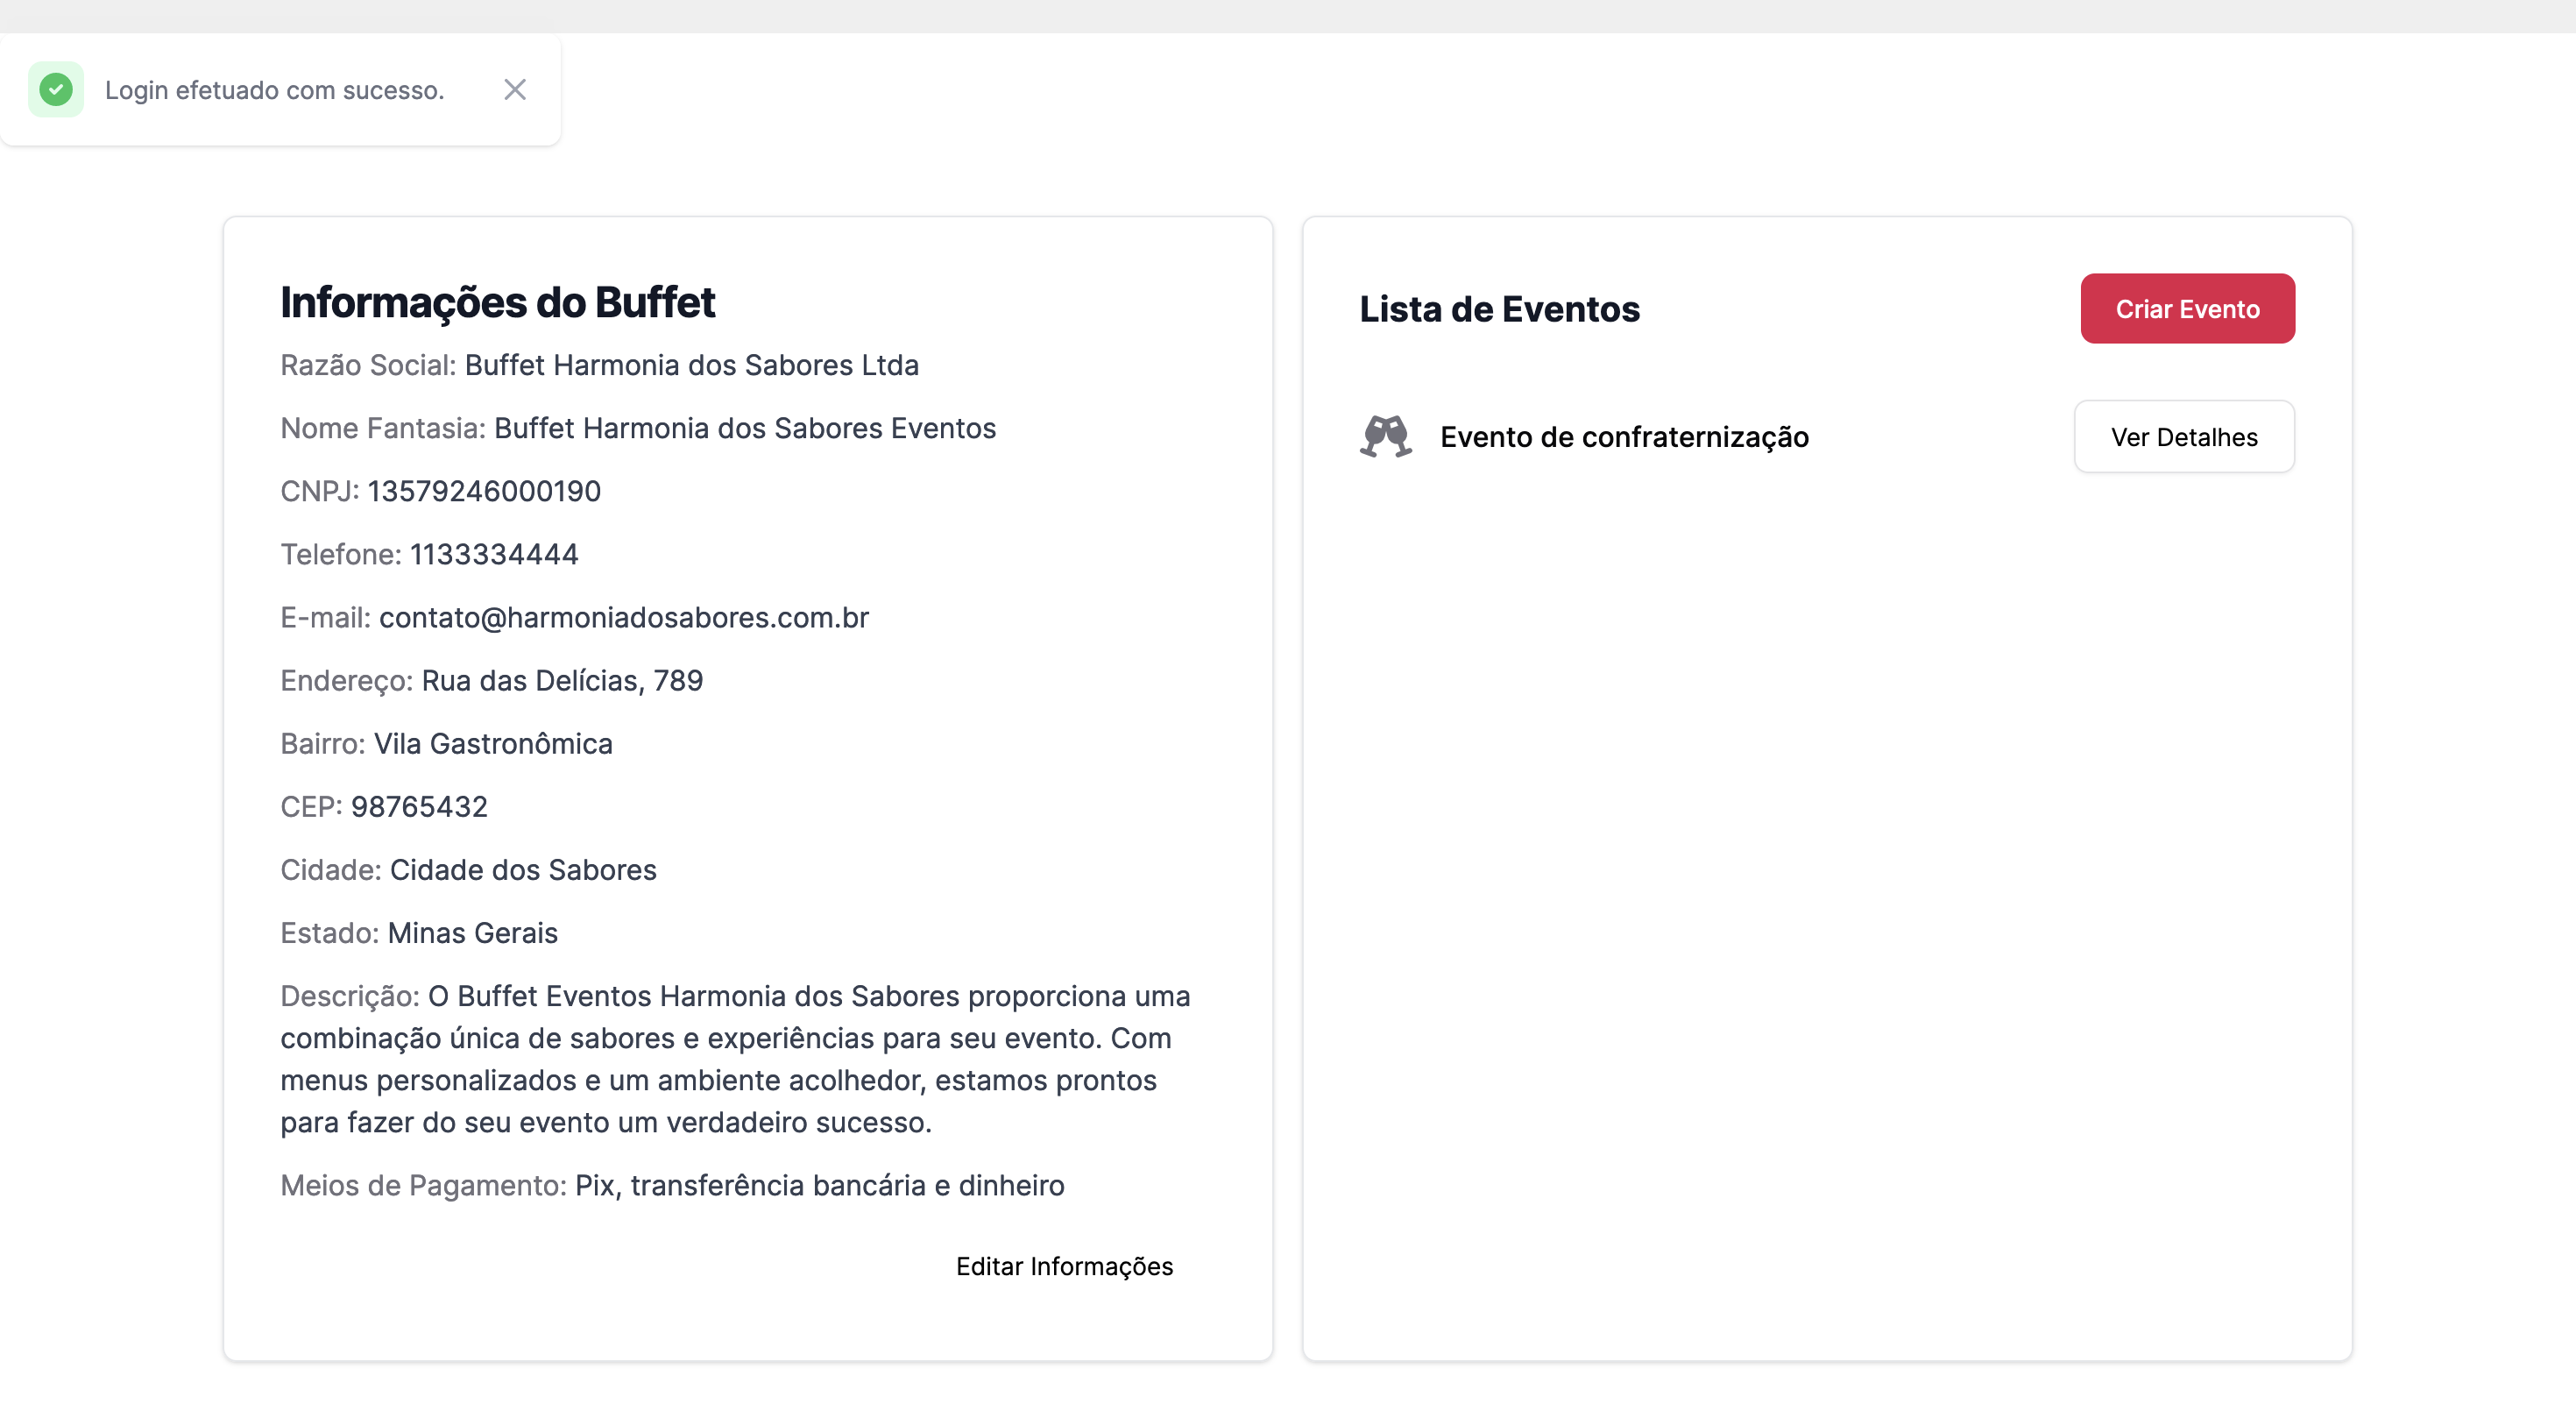 Login efetuado com sucesso.
Informações do Buffet
Razão Social: Buffet Harmonia dos Sabores Ltda
Nome Fantasia: Buffet Harmonia dos Sabores Eventos
CNPJ: 13579246000190
Telefone: 1133334444
E-mail: contato@harmoniadosabores.com.br
Endereço: Rua das Delícias, 789
Bairro: Vila Gastronômica
CEP: 98765432
Cidade: Cidade dos Sabores
Estado: Minas Gerais
Descrição: O Buffet Eventos Harmonia dos Sabores proporciona uma
combinação única de sabores e experiências para seu evento. Com
menus personalizados e um ambiente acolhedor, estamos prontos
para fazer do seu evento um verdadeiro sucesso.
Meios de Pagamento: Pix, transferência bancária e dinheiro
Editar Informações
Lista de Eventos
Criar Evento
Evento de confraternização
Ver Detalhes